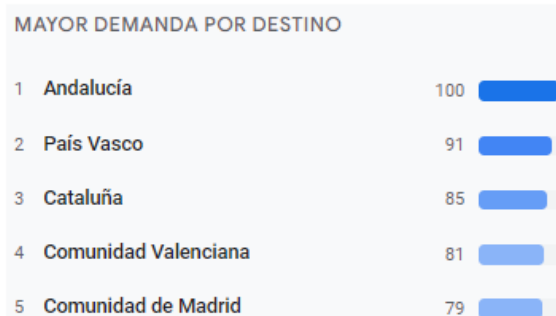 MAYOR DEMANDA POR DESTINO
1 Andalucía 100
2 País Vasco 91
3 Cataluña 85
4 Comunidad Valenciana 81
5 Comunidad de Madrid 79